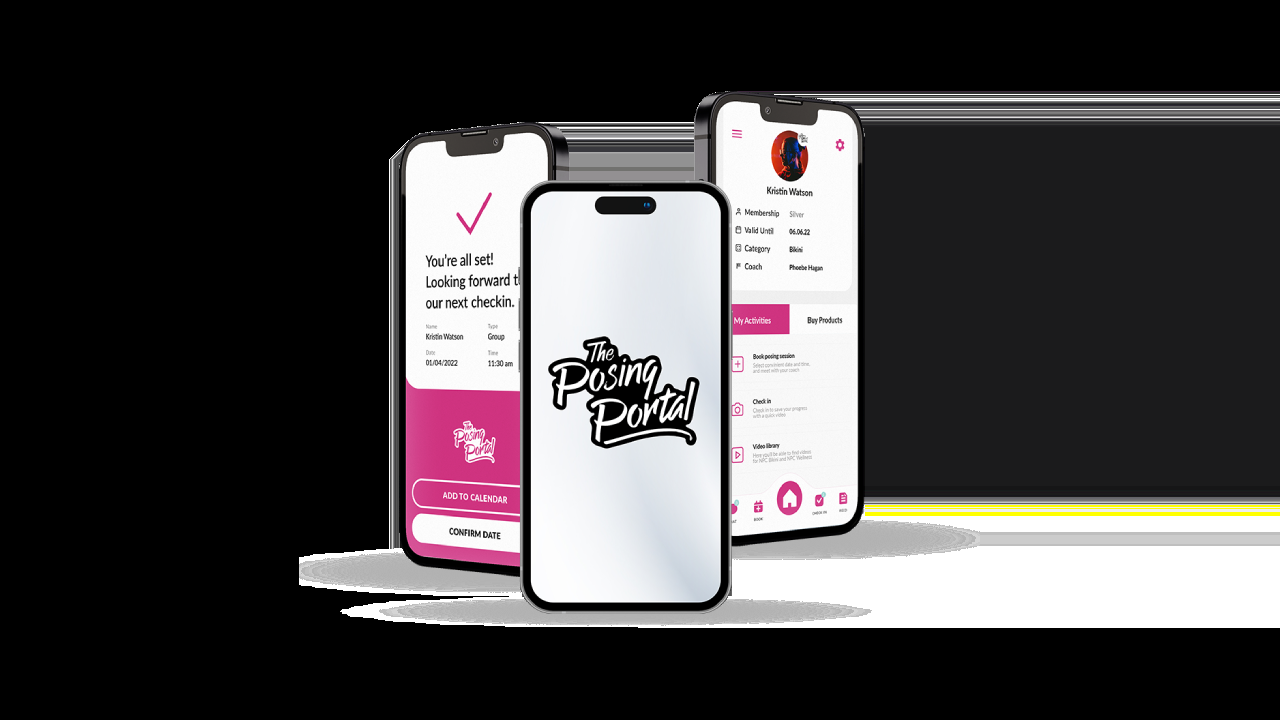 You're all set!
Looking forward t
our next checkin.
Name Type
Kristin Watson Group
Date Time
01/04/2022 11:30 am
The
Posing
Portal
ADD TO CALENDAR
CONFIRM DATE
The
Posing
Portal
Kristin Watson
Membership Silver
Valid Until 06.06.22
Category Bikini
Coach Phoebe Hagan
My Activities Buy Products
Book posing session
Select convinient date and time,
and meet with your coach
Check in
Check in to save your progress
with a quick video
Video library
Here you'll be able to find videos
for NPC Bikini and NPC Wellness
BOOK CHECK IN